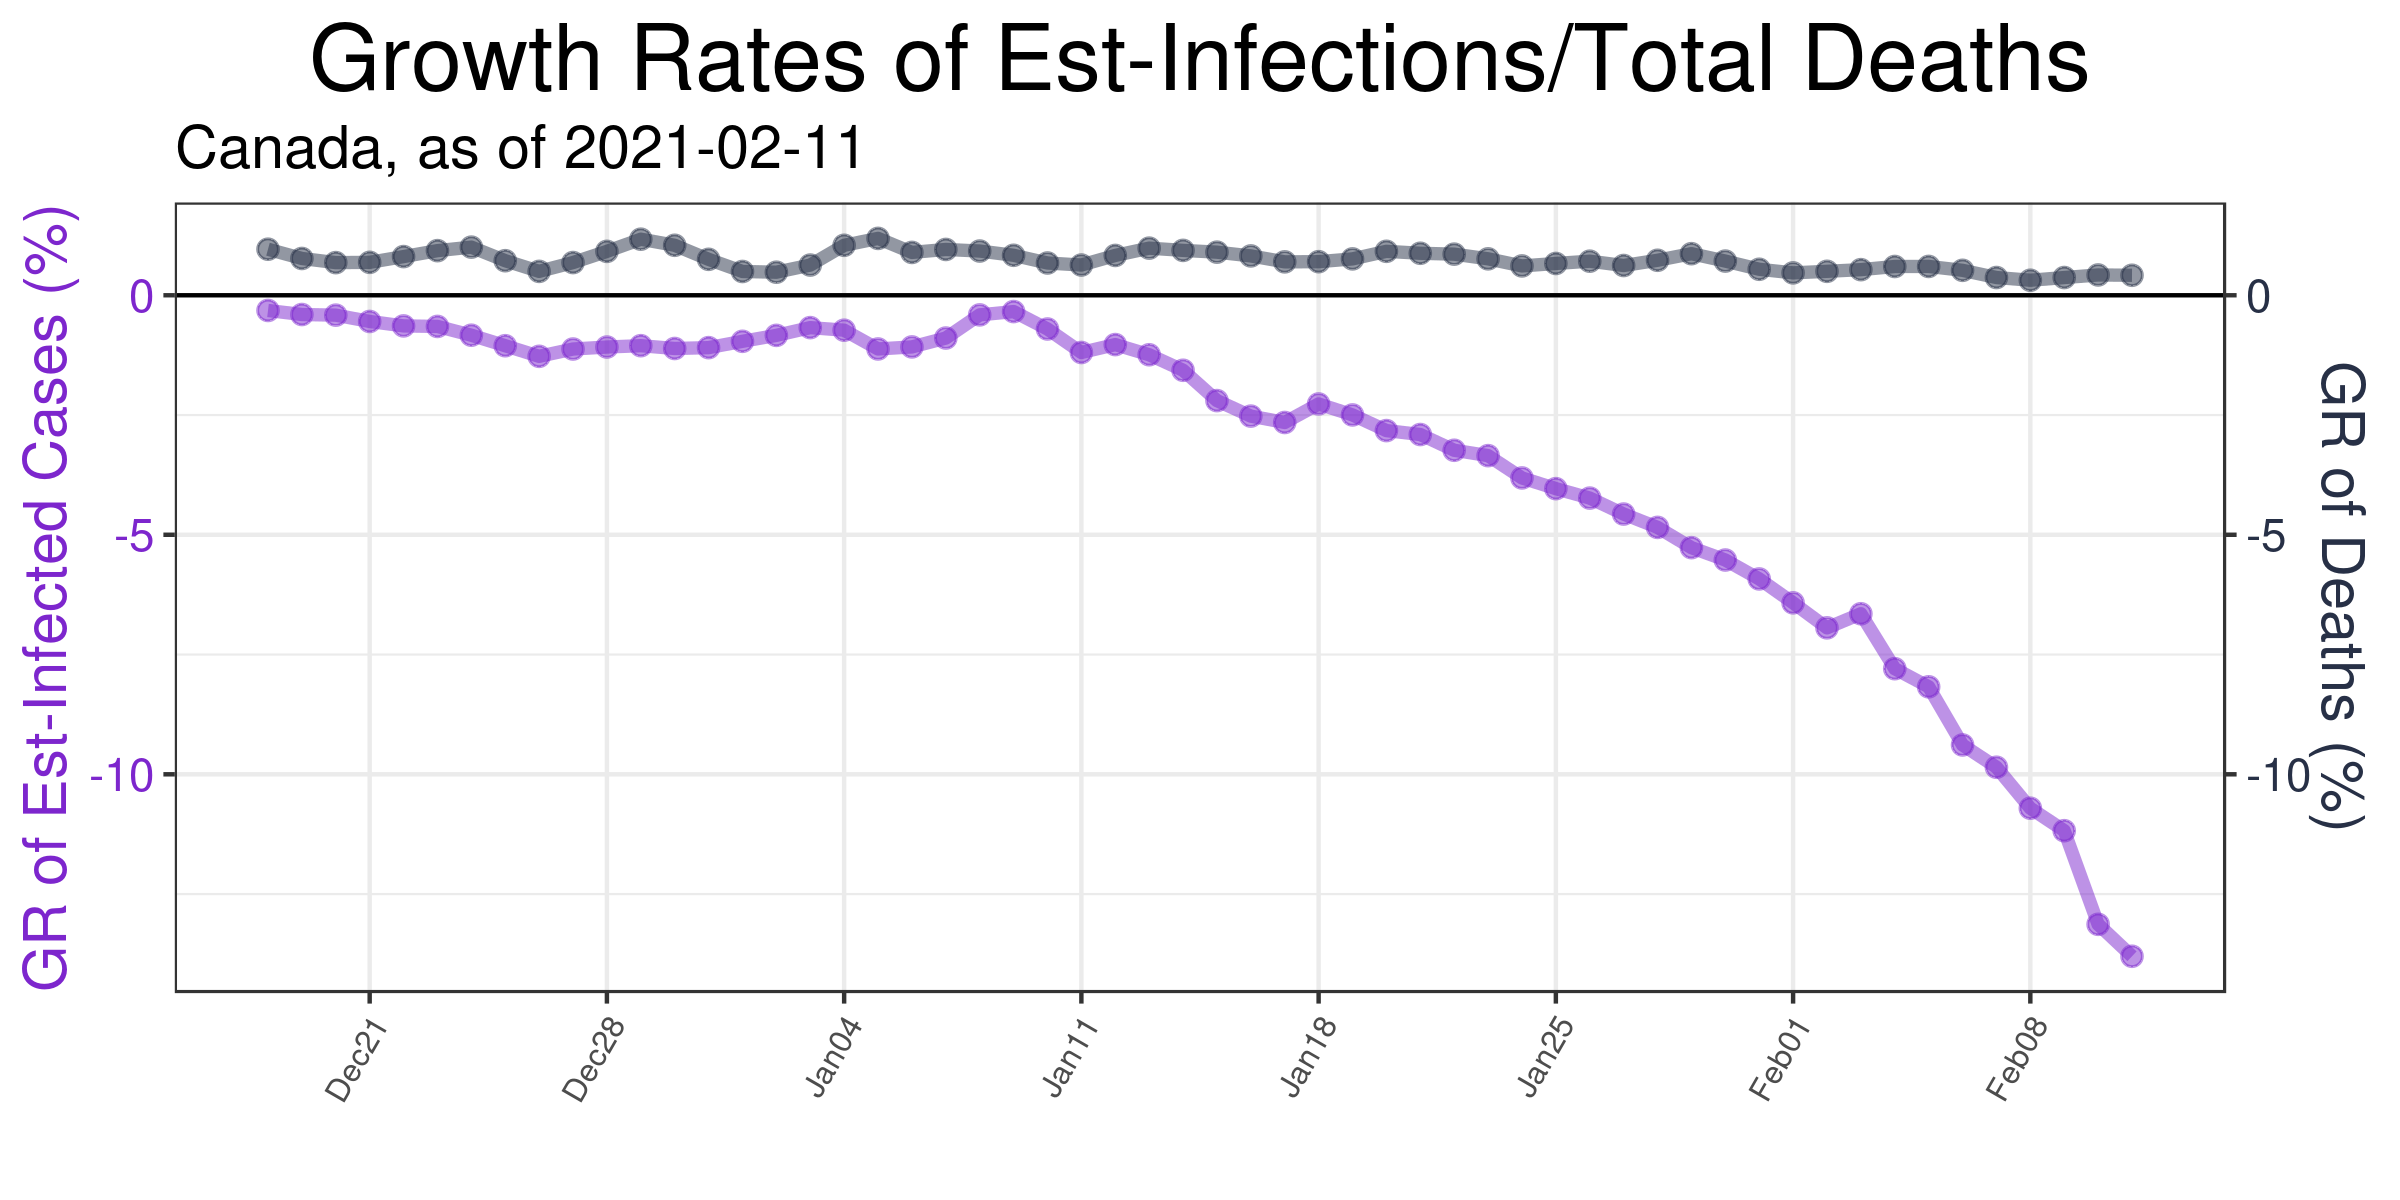 Growth Rates of Est-Infections/Total Deaths
Canada, as of 2021-02-11
GR of Est-Infected Cases (%)
0
-5
-10
0
-5
-10
GR of Deaths (%)
Dec21
Dec28
Jan04
Jan11
Jan18
Jan25
Feb01
Feb08